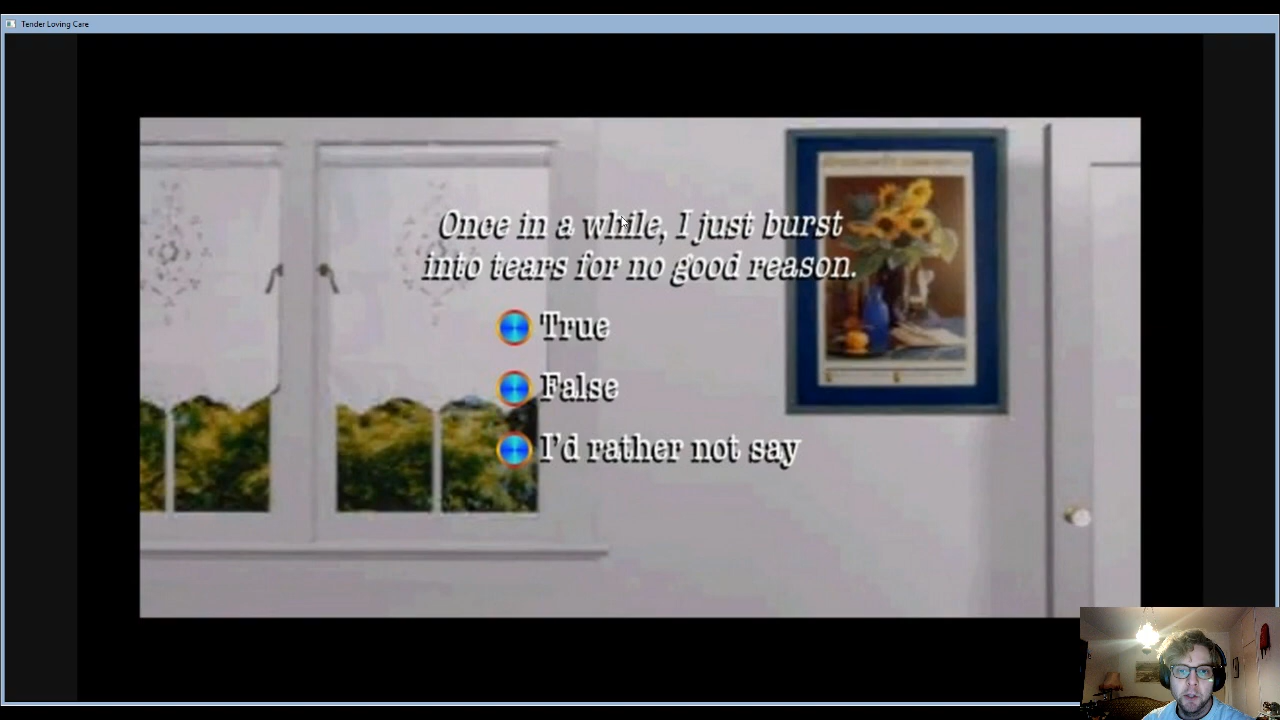 Tender Loving Care
Once in a while, I just burst
into tears for no good reason.
True
False
I'd rather not say